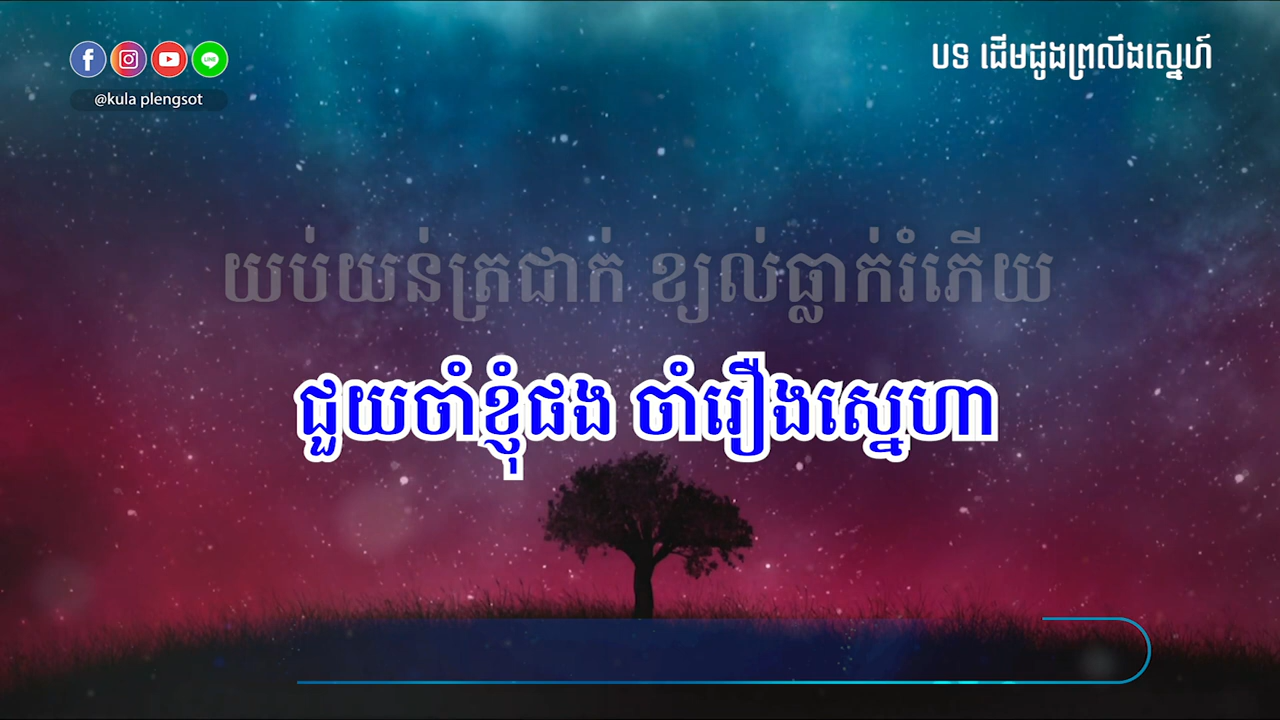 បទ ដើមដូងព្រលឹងស្នេហ៍
@kula plengsot
យប់យន់ត្រជាក់ ខ្យល់ធ្លាក់រំភើយ
ជួយចាំខ្ញុំផង ចាំរឿងស្នេហា